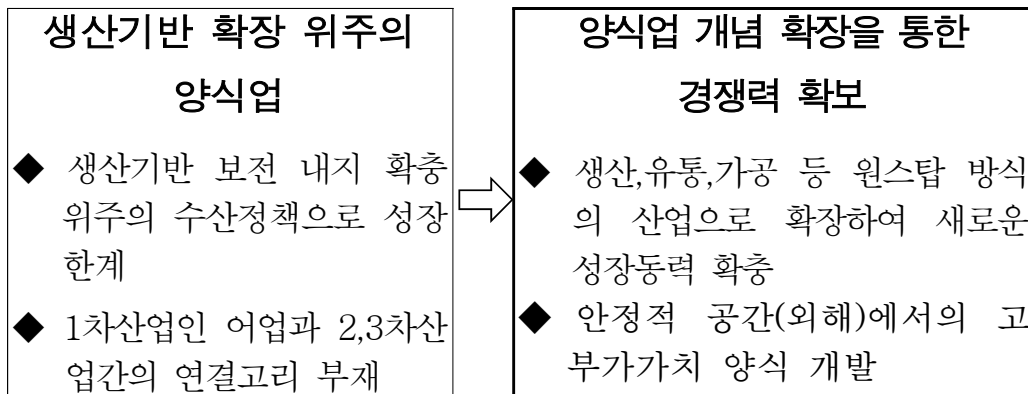 생산기반 확장 위주의
양식업
◆ 생산기반 보전 내지 확충
위주의 수산정책으로 성장
한계
◆ 1차산업인 어업과 2,3차산
업간의 연결고리 부재
양식업 개념 확장을 통한
경쟁력 확보
◆ 생산,유통,가공 등 원스탑 방식
의 산업으로 확장하여 새로운
성장동력 확충
◆ 안정적 공간(외해)에서의 고
부가가치 양식 개발